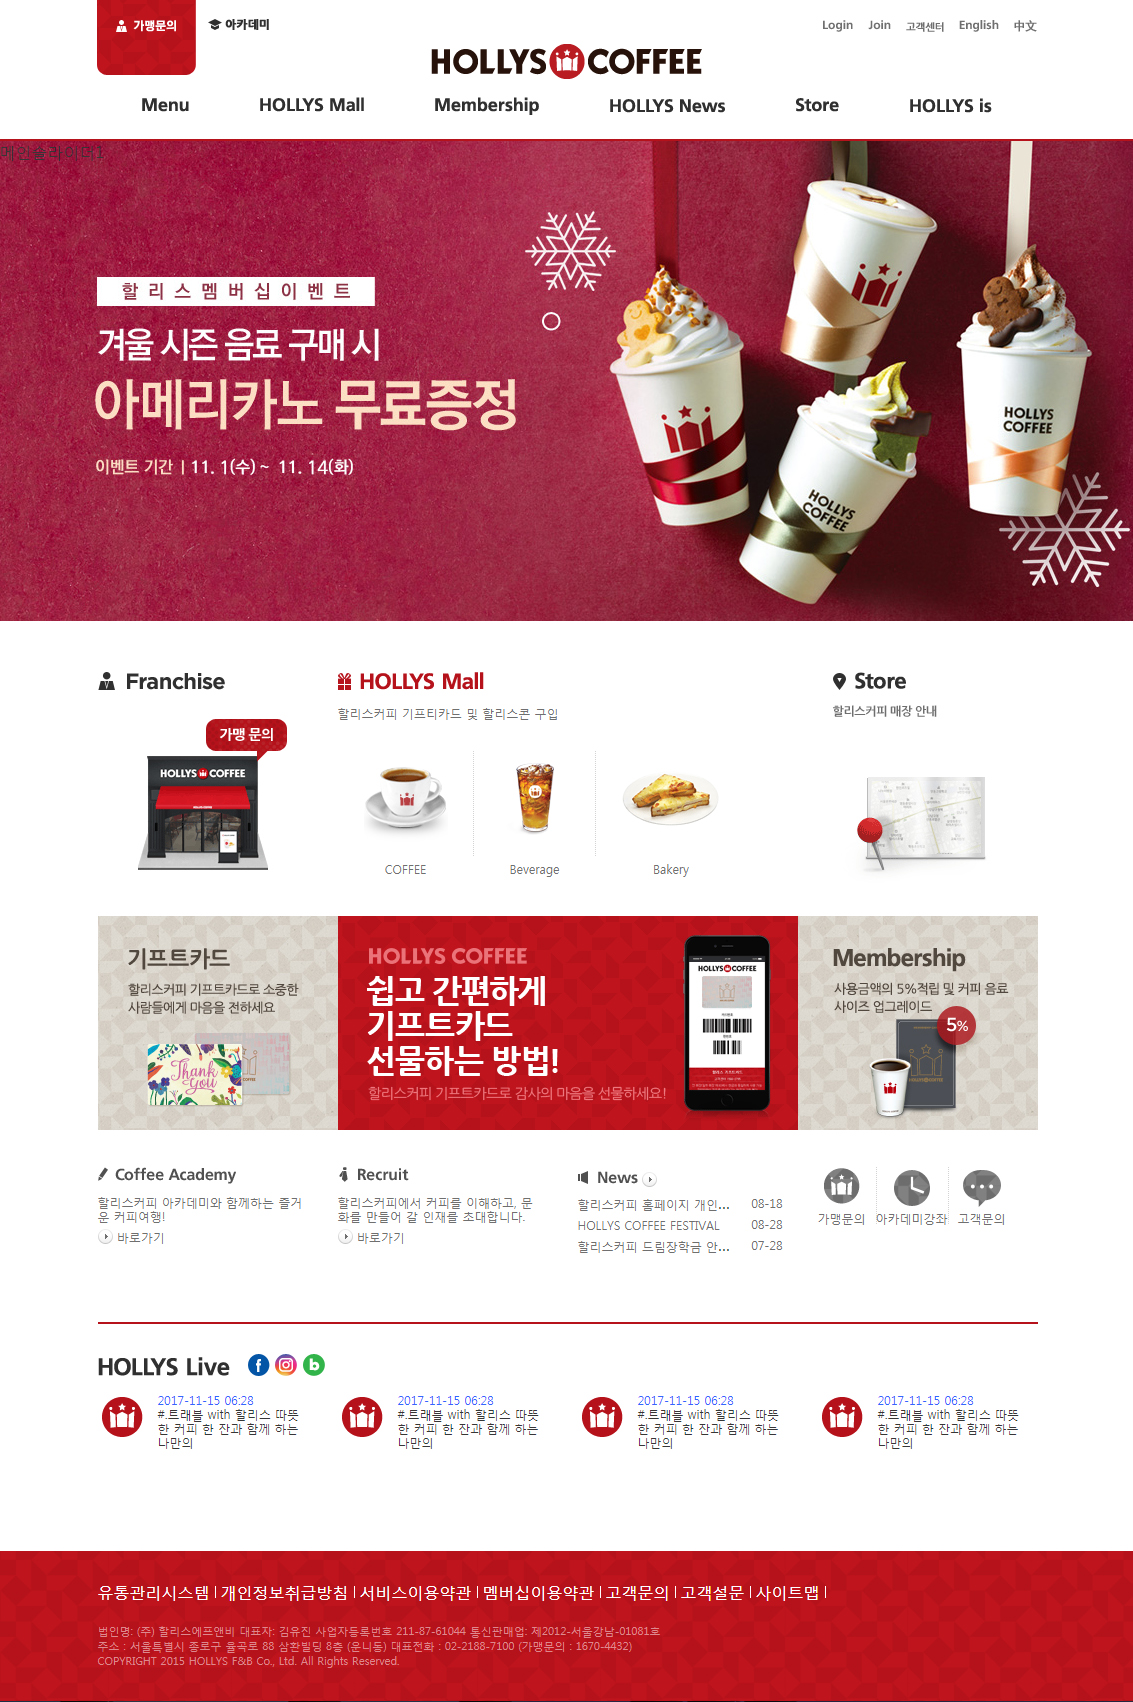 가맹문의
아카데미
Login Join 고객센터 English 中文
HOLLYS COFFEE
Menu HOLLYS Mall Membership HOLLYS News Store HOLLYS is
할리스멤버십이벤트
겨울 시즌 음료 구매 시
아메리카노 무료증정
이벤트 기간 | 11. 1(수) ~ 11. 14(화)
HOLLYS
COFFEE
HOLLYS
COFFEE
Franchise
가맹 문의
HOLLYS COFFEE
HOLLYS Mall
할리스커피 기프티카드 및 할리스콘 구입
COFFEE Beverage Bakery
Store
할리스커피 매장 안내
기프트카드
할리스커피 기프트카드로 소중한
사람들에게 마음을 전하세요
Thank
you
HOLLYS COFFEE
쉽고 간편하게
기프트카드
선물하는 방법!
할리스커피 기프트카드로 감사의 마음을 선물하세요!
HOLLYS COFFEE
Membership
사용금액의 5%적립 및 커피 음료
사이즈 업그레이드
5%
Coffee Academy
할리스커피 아카데미와 함께하는 즐거
운 커피여행!
바로가기
Recruit
할리스커피에서 커피를 이해하고, 문
화를 만들어 갈 인재를 초대합니다.
바로가기
News
할리스커피 홈페이지 개인... 08-18
HOLLYS COFFEE FESTIVAL 08-28
할리스커피 드림장학금 안... 07-28
가맹문의 아카데미강좌 고객문의
HOLLYS Live
2017-11-15 06:28
#.트래블 with 할리스 따뜻
한 커피 한 잔과 함께 하는
나만의
2017-11-15 06:28
#.트래블 with 할리스 따뜻
한 커피 한 잔과 함께 하는
나만의
2017-11-15 06:28
#.트래블 with 할리스 따뜻
한 커피 한 잔과 함께 하는
나만의
2017-11-15 06:28
#.트래블 with 할리스 따뜻
한 커피 한 잔과 함께 하는
나만의
유통관리시스템 | 개인정보취급방침 | 서비스이용약관 | 멤버십이용약관 | 고객문의 | 고객설문 | 사이트맵 |
법인명: (주) 할리스에프앤비 대표자: 김유진 사업자등록번호 211-87-61044 통신판매업: 제2012-서울강남-01081호
주소 : 서울특별시 종로구 율곡로 88 삼환빌딩 8층 (운니동) 대표전화 : 02-2188-7100 (가맹문의 : 1670-4432)
COPYRIGHT 2015 HOLLYS F&B Co., Ltd. All Rights Reserved.